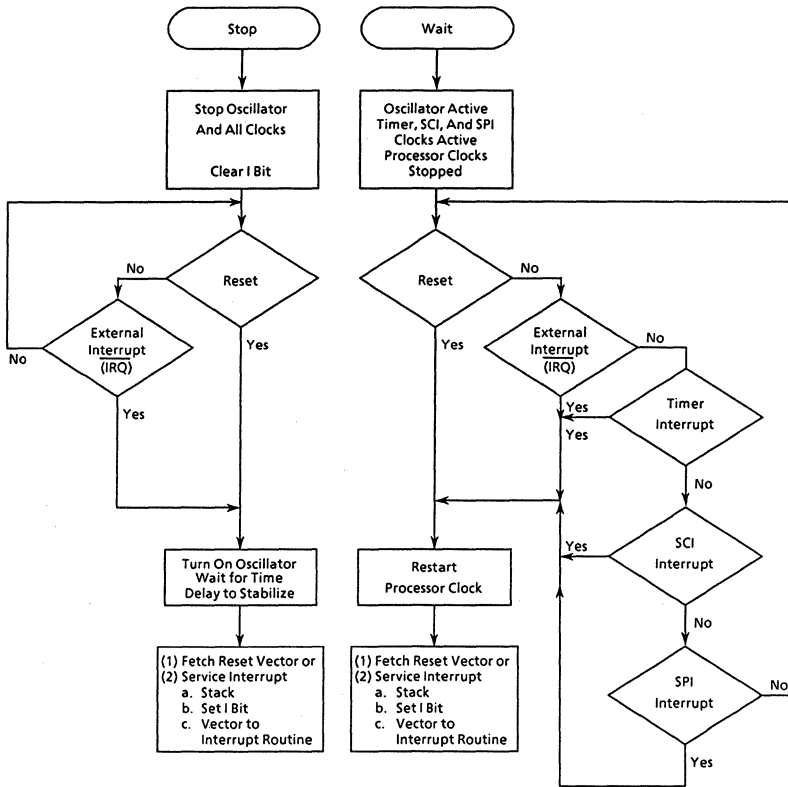 Stop
Stop Oscillator
And All Clocks
Clear I Bit
Reset
No
External
Interrupt
(IRQ)
No
Yes
Yes
Turn On Oscillator
Wait for Time
Delay to Stabilize
(1) Fetch Reset Vector or
(2) Service Interrupt
a. Stack
b. Set I Bit
c. Vector to
Interrupt Routine
Wait
Oscillator Active
Timer, SCI, And SPI
Clocks Active
Processor Clocks
Stopped
Reset
No
Yes
External
Interrupt
(IRQ)
No
Yes
Timer
Interrupt
Yes
No
SCI
Interrupt
Yes
No
SPI
Interrupt
No
Yes
Restart
Processor Clock
(1) Fetch Reset Vector or
(2) Service Interrupt
a. Stack
b. Set I Bit
c. Vector to
Interrupt Routine